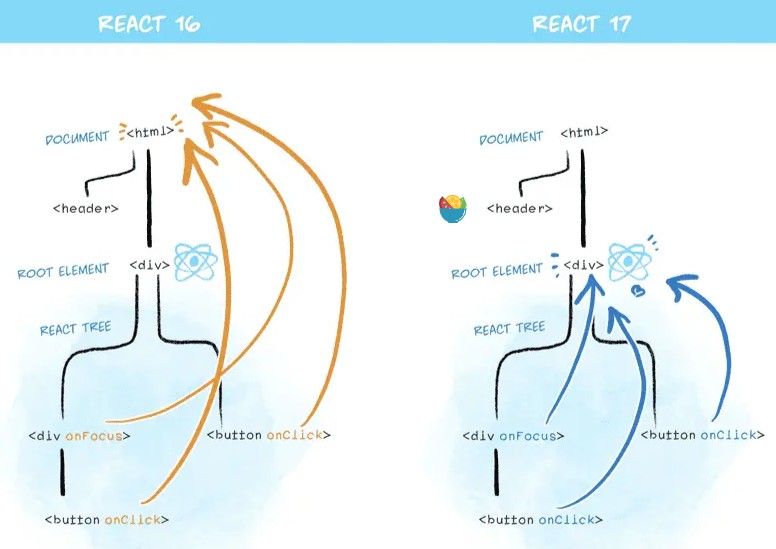 REACT 16
DOCUMENT <html>
<header>
ROOT ELEMENT <div>
REACT TREE
<div onFocus> <button onClick>
<button onClick>
REACT 17
DOCUMENT <html>
<header>
ROOT ELEMENT <div>
REACT TREE
<div onFocus> <button onClick>
<button onClick>